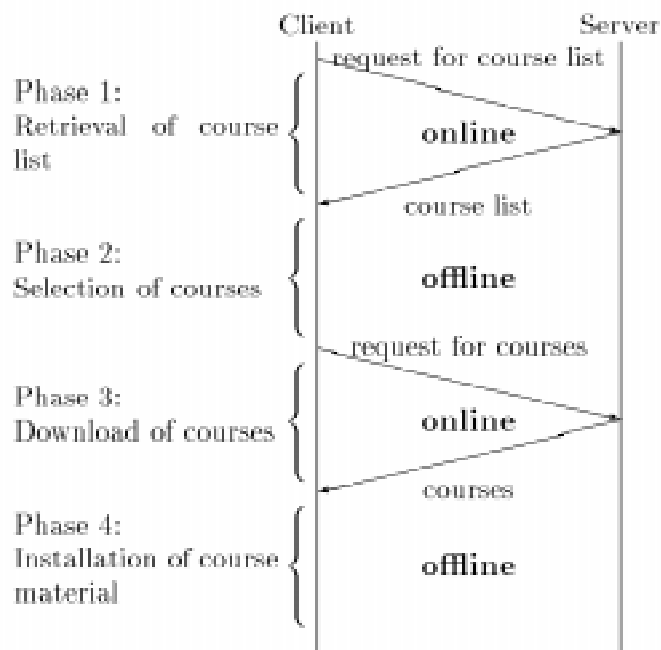 Client Server
request for course list
Phase 1:
Retrieval of course
list
online
course list
Phase 2:
Selection of courses
offline
request for courses
Phase 3:
Download of courses
online
courses
Phase 4:
Installation of course
material
offline